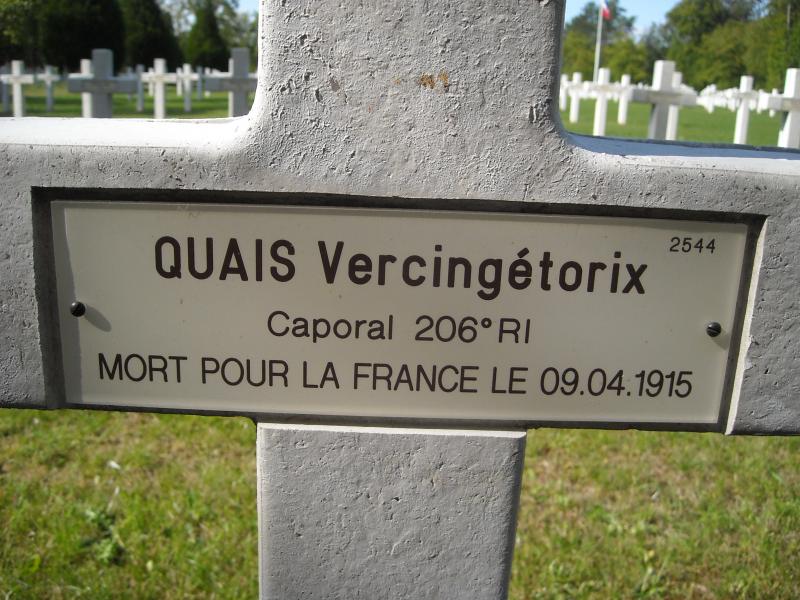 2544
QUAIS Vercingétorix
Caporal 206° RI
MORT POUR LA FRANCE LE 09.04.1915